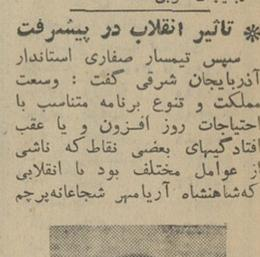 * تاثیر انقلاب در پیشرفت
سپس تیمسار صفاری استاندار
آذربایجان شرقی گفت : وسعت
مملکت و تنوع برنامه متناسب با
احتیاجات روز افزون و یا عقب
افتادگیهای بعضی نقاط که ناشی
از عوامل مختلف بود با انقلابی
که شاهنشاه آریامهر شجاعانه پرچم